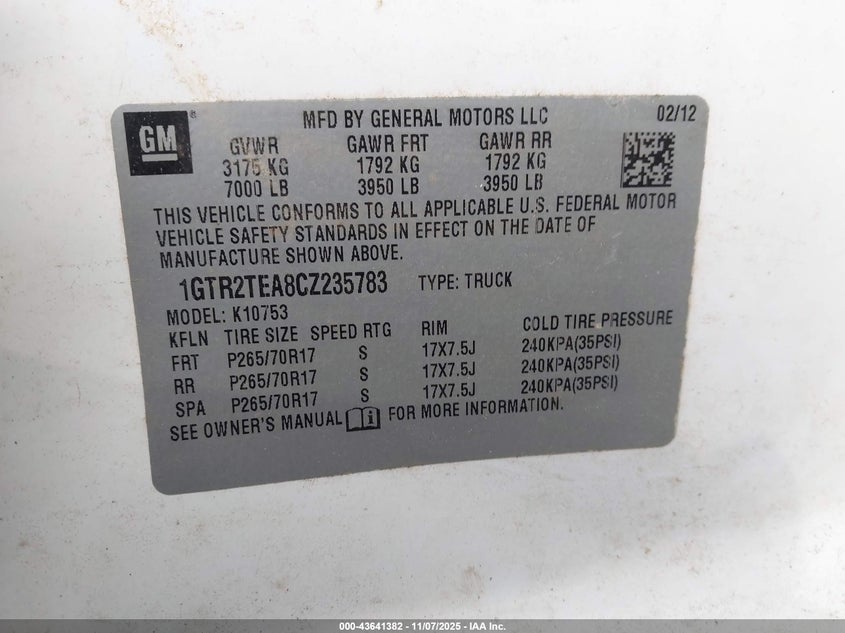 GM ®
MFD BY GENERAL MOTORS LLC 02/12
GVWR GAWR FRT GAWR RR
3175 KG 1792 KG 1792 KG
7000 LB 3950 LB 3950 LB
THIS VEHICLE CONFORMS TO ALL APPLICABLE U.S. FEDERAL MOTOR
VEHICLE SAFETY STANDARDS IN EFFECT ON THE DATE OF
MANUFACTURE SHOWN ABOVE.
1GTR2TEA8CZ235783 TYPE: TRUCK
MODEL: K10753
KFLN TIRE SIZE SPEED RTG RIM COLD TIRE PRESSURE
FRT P265/70R17 S 17X7.5J 240KPA(35PSI)
RR P265/70R17 S 17X7.5J 240KPA(35PSI)
SPA P265/70R17 S 17X7.5J 240KPA(35PSI)
SEE OWNER'S MANUAL i FOR MORE INFORMATION.
000-43641382 - 11/07/2025 - IAA Inc.